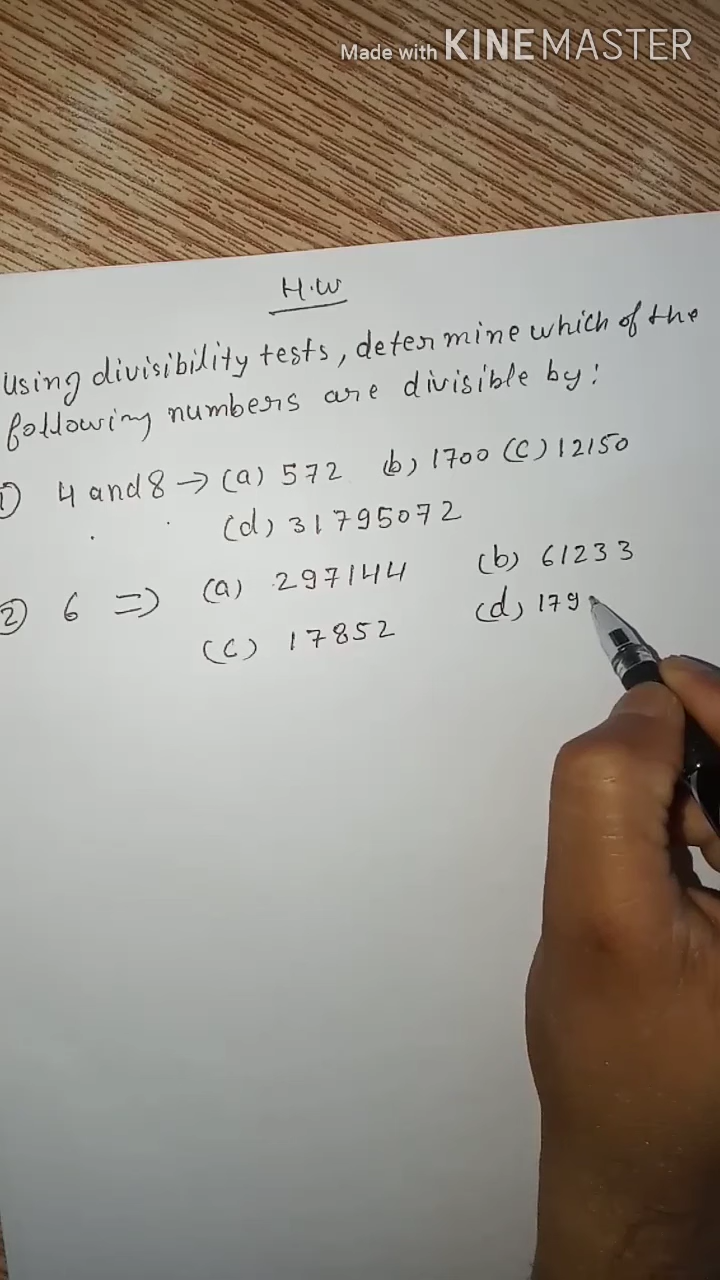 Made with KINEMASTER
H.W
Using divisibility tests, determine which of the
following numbers are divisible by:
1) 4 and 8 → (a) 572 (b) 1700 (c) 12150
(d) 31795072
2) 6 => (a) 297144 (b) 61233
(c) 17852 (d) 179